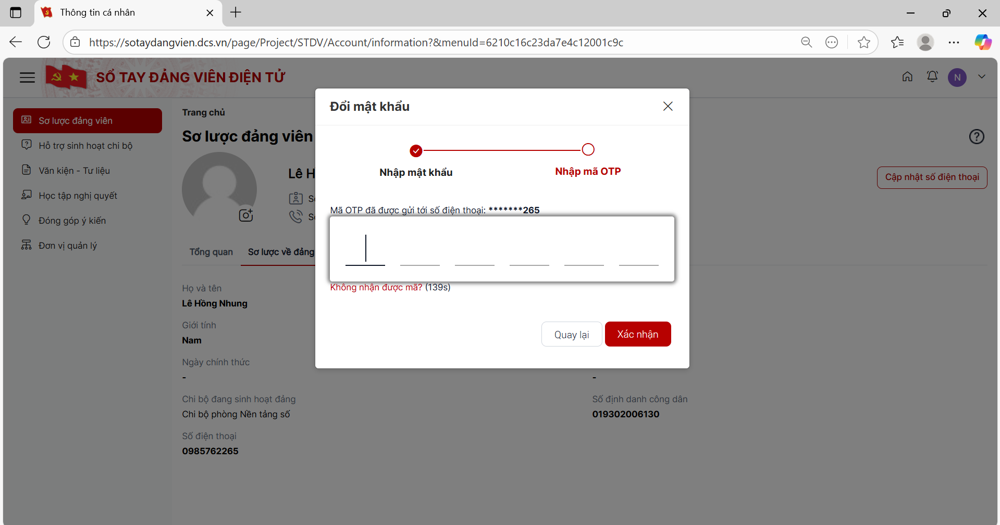 Thông tin cá nhân
https://sotaydangvien.dcs.vn/page/Project/STDV/Account/information?&menuId=6210c16c23da7e4c12001c9c
SỔ TAY ĐẢNG VIÊN ĐIỆN TỬ
N
Sơ lược đảng viên
Hỗ trợ sinh hoạt chi bộ
Văn kiện - Tư liệu
Học tập nghị quyết
Đóng góp ý kiến
Đơn vị quản lý
Trang chủ
Sơ lược đảng viên
Lê H
Số
Số
Cập nhật số điện thoại
Tổng quan
Sơ lược về đảng
Họ và tên
Lê Hồng Nhung
Giới tính
Nam
Ngày chính thức
-
-
Chi bộ đang sinh hoạt đảng
Chi bộ phòng Nền tảng số
Số định danh công dân
019302006130
Số điện thoại
0985762265
Đổi mật khẩu
Nhập mật khẩu
Nhập mã OTP
Mã OTP đã được gửi tới số điện thoại: *******265
Không nhận được mã? (139s)
Quay lại
Xác nhận